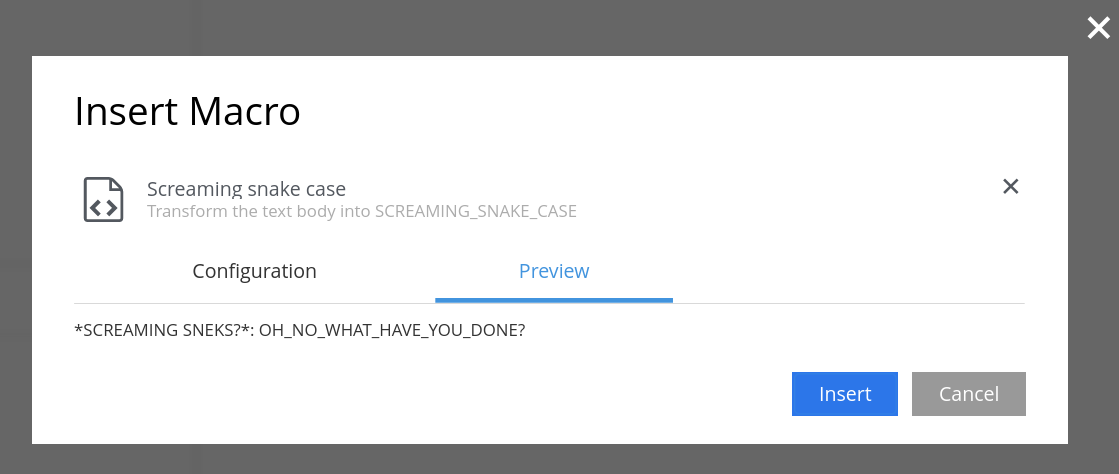 Insert Macro
Screaming snake case
Transform the text body into SCREAMING_SNAKE_CASE
Configuration
Preview
*SCREAMING SNEKS?*: OH_NO_WHAT_HAVE_YOU_DONE?
Insert
Cancel